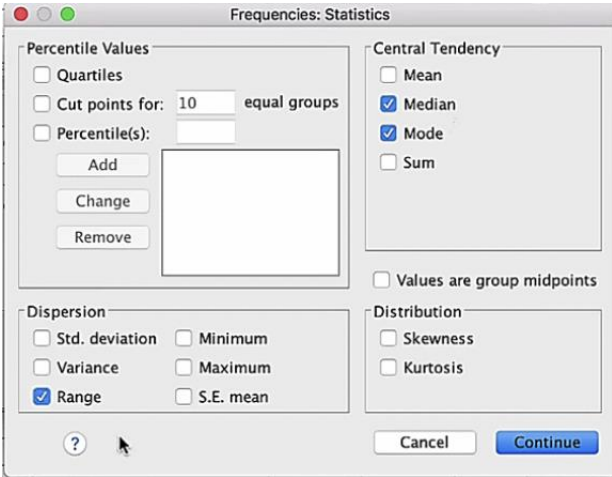 Frequencies: Statistics
Percentile Values
Quartiles
Cut points for: 10 equal groups
Percentile(s):
Add
Change
Remove
Central Tendency
Mean
Median
Mode
Sum
Values are group midpoints
Dispersion
Std. deviation Minimum
Variance Maximum
Range S.E. mean
Distribution
Skewness
Kurtosis
? Cancel Continue